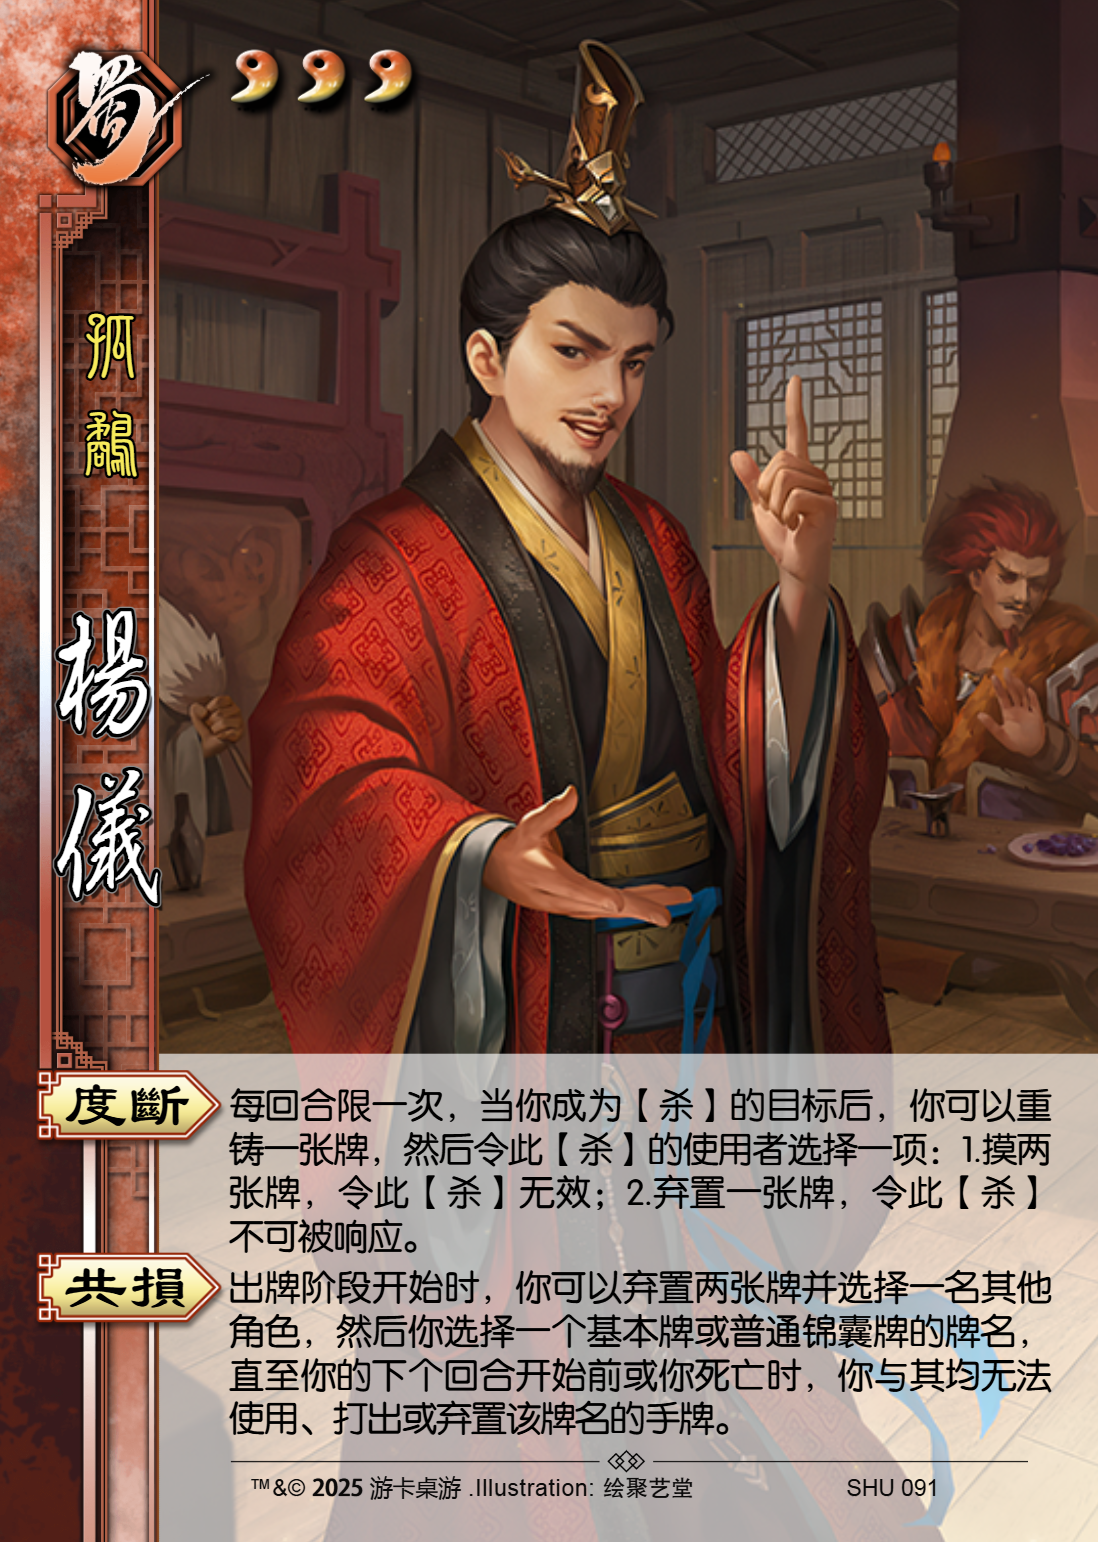 蜀
孤鷸
楊儀
度斷
每回合限一次，当你成为【杀】的目标后，你可以重
铸一张牌，然后令此【杀】的使用者选择一项：1.摸两
张牌，令此【杀】无效；2.弃置一张牌，令此【杀】
不可被响应。
共損
出牌阶段开始时，你可以弃置两张牌并选择一名其他
角色，然后你选择一个基本牌或普通锦囊牌的牌名，
直至你的下个回合开始前或你死亡时，你与其均无法
使用、打出或弃置该牌名的手牌。
™&© 2025 游卡桌游 .Illustration: 绘聚艺堂
SHU 091